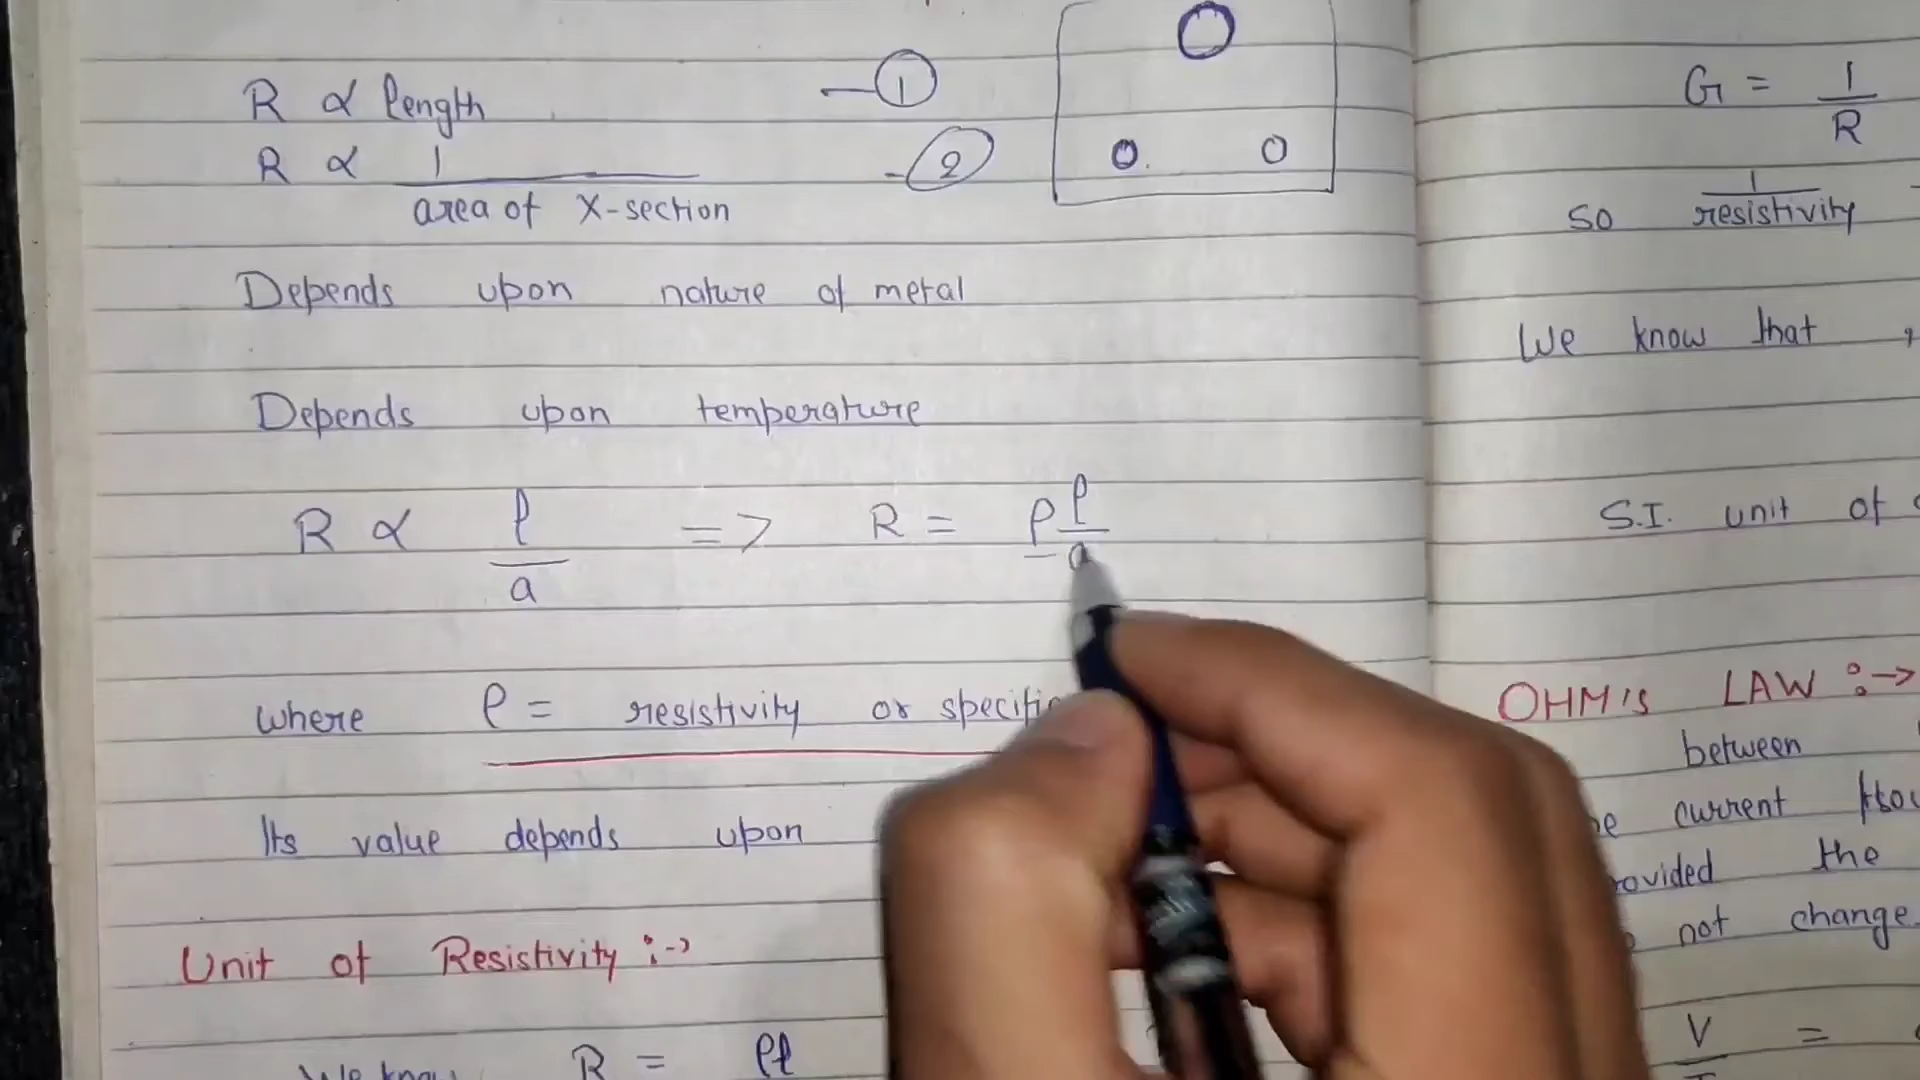 R ∝ length —①
R ∝ 1 -②
area of X-section
Depends upon nature of metal
Depends upon temperature
R ∝ l/a => R = ρ l/a
where ρ = resistivity or
Its value depends upon
Unit of Resistivity :->
We know R = ρl
G = 1/R
so 1/resistivity
We know that ,
S.I. unit of
OHM's LAW :->
between
current
the
not change.
V =